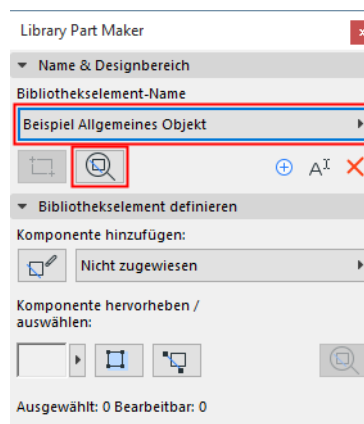 Library Part Maker
Name & Designbereich
Bibliothekselement-Name
Beispiel Allgemeines Objekt
Bibliothekselement definieren
Komponente hinzufügen:
Nicht zugewiesen
Komponente hervorheben /
auswählen:
Ausgewählt: 0 Bearbeitbar: 0